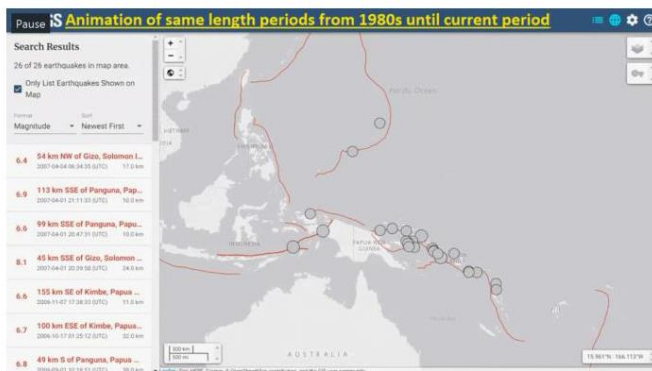 Pause
SS Animation of same length periods from 1980s until current period
Search Results
26 of 26 earthquakes in map area.
Only List Earthquakes Shown on
Map
Format
Magnitude
Sort
Newest First
6.4 54 km NW of Gizo, Solomon I...
2007-04-04 06:34:35 (UTC) 17.0 km
6.9 113 km SSE of Panguna, Pap...
2007-04-01 21:11:33 (UTC) 10.0 km
6.6 99 km SSE of Panguna, Papu...
2007-04-01 20:47:31 (UTC) 10.0 km
8.1 45 km SSE of Gizo, Solomon ...
2007-04-01 20:39:58 (UTC) 24.0 km
6.6 155 km SE of Kimbe, Papua ...
2006-11-07 17:38:33 (UTC) 11.0 km
6.7 100 km ESE of Kimbe, Papua...
2006-10-17 01:25:12 (UTC) 32.0 km
6.8 49 km S of Panguna, Papua ...
Pacific Ocean
INDONESIA
PAPUA NEW
GUINEA
AUSTRALIA
500 km
500 mi